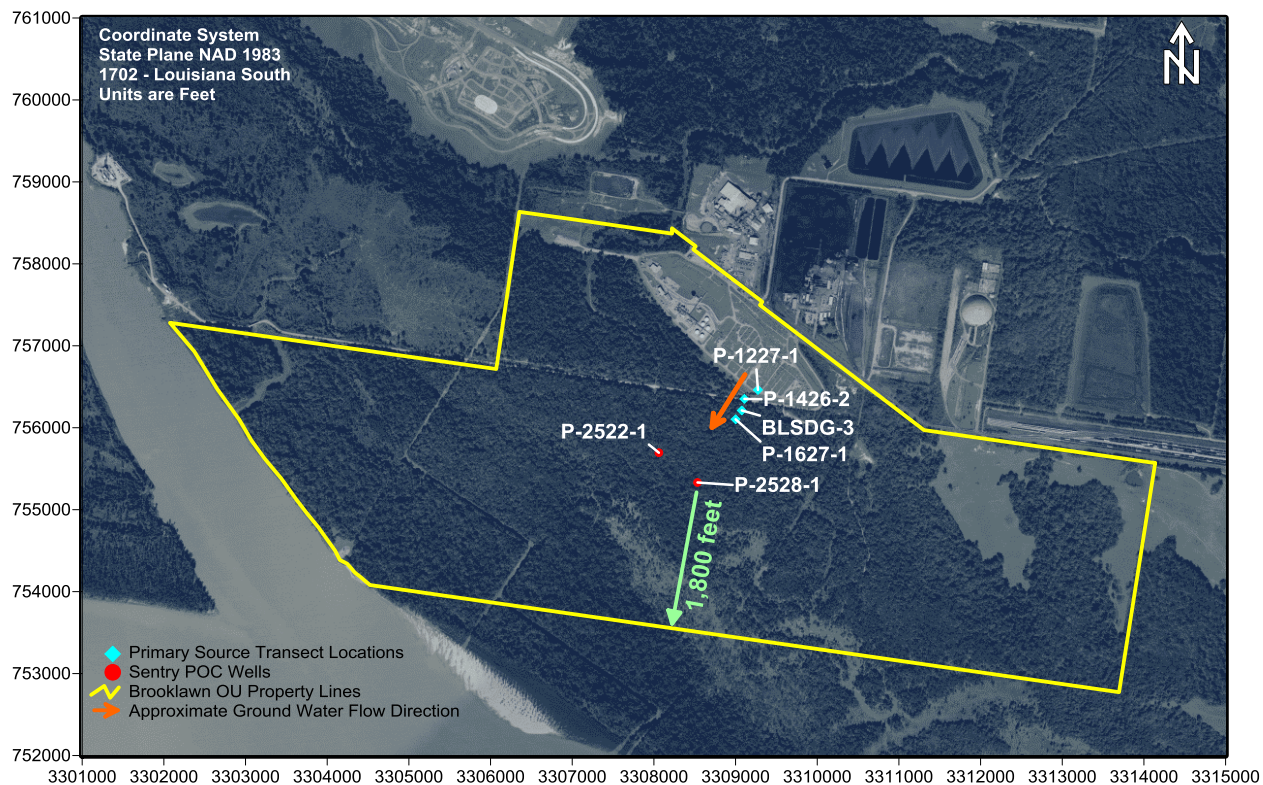 761000
760000
759000
758000
757000
756000
755000
754000
753000
752000
Coordinate System
State Plane NAD 1983
1702 - Louisiana South
Units are Feet
N
P-1227-1
P-1426-2
BLSDG-3
P-1627-1
P-2522-1
P-2528-1
1,800 feet
Primary Source Transect Locations
Sentry POC Wells
Brooklawn OU Property Lines
Approximate Ground Water Flow Direction
3301000 3302000 3303000 3304000 3305000 3306000 3307000 3308000 3309000 3310000 3311000 3312000 3313000 3314000 3315000